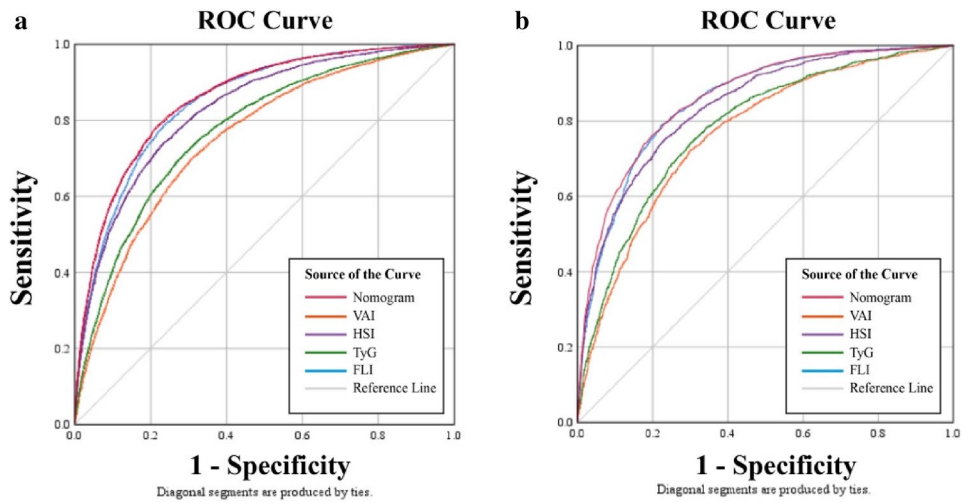 a
ROC Curve
1.0
0.8
0.6
0.4
0.2
0.0
Sensitivity
Source of the Curve
Nomogram
VAI
HSI
TyG
FLI
Reference Line
0.0 0.2 0.4 0.6 0.8 1.0
1 - Specificity
Diagonal segments are produced by ties.
b
ROC Curve
1.0
0.8
0.6
0.4
0.2
0.0
Sensitivity
Source of the Curve
Nomogram
VAI
HSI
TyG
FLI
Reference Line
0.0 0.2 0.4 0.6 0.8 1.0
1 - Specificity
Diagonal segments are produced by ties.